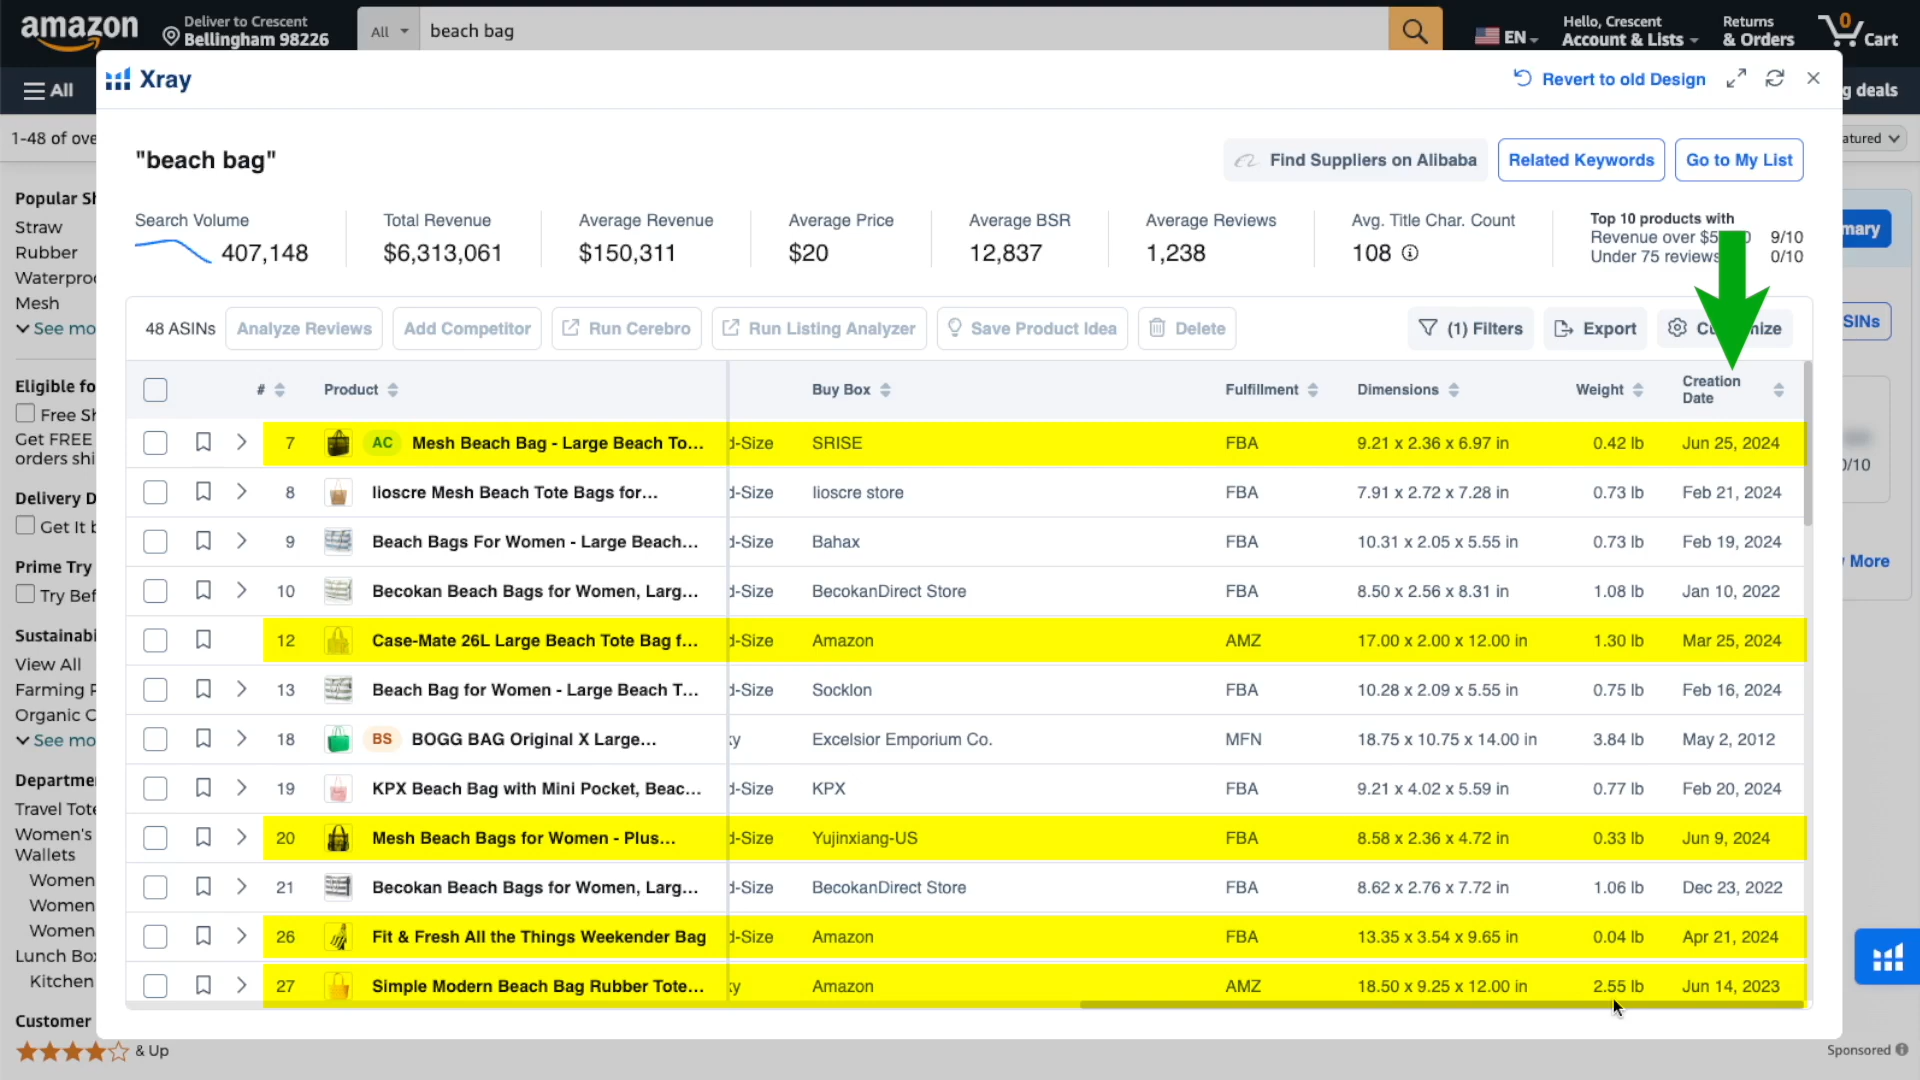 amazon
Deliver to Crescent
Bellingham 98226
All
beach bag
EN
Hello, Crescent
Account & Lists
Returns
& Orders
0
Cart
All
g deals
1-48 of ove
atured
Xray
Revert to old Design
"beach bag"
Find Suppliers on Alibaba
Related Keywords
Go to My List
Search Volume
407,148
Total Revenue
$6,313,061
Average Revenue
$150,311
Average Price
$20
Average BSR
12,837
Average Reviews
1,238
Avg. Title Char. Count
108
Top 10 products with
Revenue over $5 9/10
Under 75 reviews 0/10
48 ASINs
Analyze Reviews
Add Competitor
Run Cerebro
Run Listing Analyzer
Save Product Idea
Delete
(1) Filters
Export
# Product Buy Box Fulfillment Dimensions Weight Creation Date
7 AC Mesh Beach Bag - Large Beach To... d-Size SRISE FBA 9.21 x 2.36 x 6.97 in 0.42 lb Jun 25, 2024
8 lioscre Mesh Beach Tote Bags for... d-Size lioscre store FBA 7.91 x 2.72 x 7.28 in 0.73 lb Feb 21, 2024
9 Beach Bags For Women - Large Beach... d-Size Bahax FBA 10.31 x 2.05 x 5.55 in 0.73 lb Feb 19, 2024
10 Becokan Beach Bags for Women, Larg... d-Size BecokanDirect Store FBA 8.50 x 2.56 x 8.31 in 1.08 lb Jan 10, 2022
12 Case-Mate 26L Large Beach Tote Bag f... d-Size Amazon AMZ 17.00 x 2.00 x 12.00 in 1.30 lb Mar 25, 2024
13 Beach Bag for Women - Large Beach T... d-Size Socklon FBA 10.28 x 2.09 x 5.55 in 0.75 lb Feb 16, 2024
18 BS BOGG BAG Original X Large... ky Excelsior Emporium Co. MFN 18.75 x 10.75 x 14.00 in 3.84 lb May 2, 2012
19 KPX Beach Bag with Mini Pocket, Beac... d-Size KPX FBA 9.21 x 4.02 x 5.59 in 0.77 lb Feb 20, 2024
20 Mesh Beach Bags for Women - Plus... d-Size Yujinxiang-US FBA 8.58 x 2.36 x 4.72 in 0.33 lb Jun 9, 2024
21 Becokan Beach Bags for Women, Larg... d-Size BecokanDirect Store FBA 8.62 x 2.76 x 7.72 in 1.06 lb Dec 23, 2022
26 Fit & Fresh All the Things Weekender Bag d-Size Amazon FBA 13.35 x 3.54 x 9.65 in 0.04 lb Apr 21, 2024
27 Simple Modern Beach Bag Rubber Tote... ky Amazon AMZ 18.50 x 9.25 x 12.00 in 2.55 lb Jun 14, 2023
Popular Sh
Straw
Rubber
Waterproo
Mesh
See mo
Eligible fo
Free Sh
Get FREE
orders shi
Delivery D
Get It b
Prime Try
Try Bef
Sustainabi
View All
Farming P
Organic C
See mo
Departme
Travel Tote
Women's
Wallets
Women
Women
Women
Lunch Box
Kitchen
Customer
& Up
mary
SINs
0/10
More
Sponsored